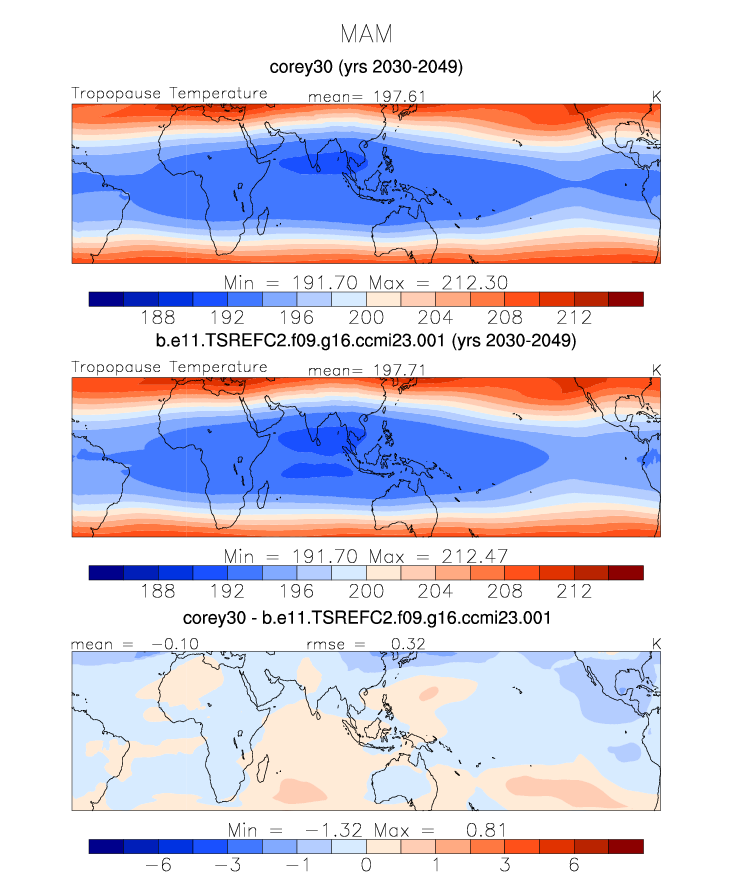 MAM
corey30 (yrs 2030-2049)
Tropopause Temperature mean= 197.61 K
Min = 191.70 Max = 212.30
188 192 196 200 204 208 212
b.e11.TSREFC2.f09.g16.ccmi23.001 (yrs 2030-2049)
Tropopause Temperature mean= 197.71 K
Min = 191.70 Max = 212.47
188 192 196 200 204 208 212
corey30 - b.e11.TSREFC2.f09.g16.ccmi23.001
mean = -0.10 rmse = 0.32 K
Min = -1.32 Max = 0.81
-6 -3 -1 0 1 3 6